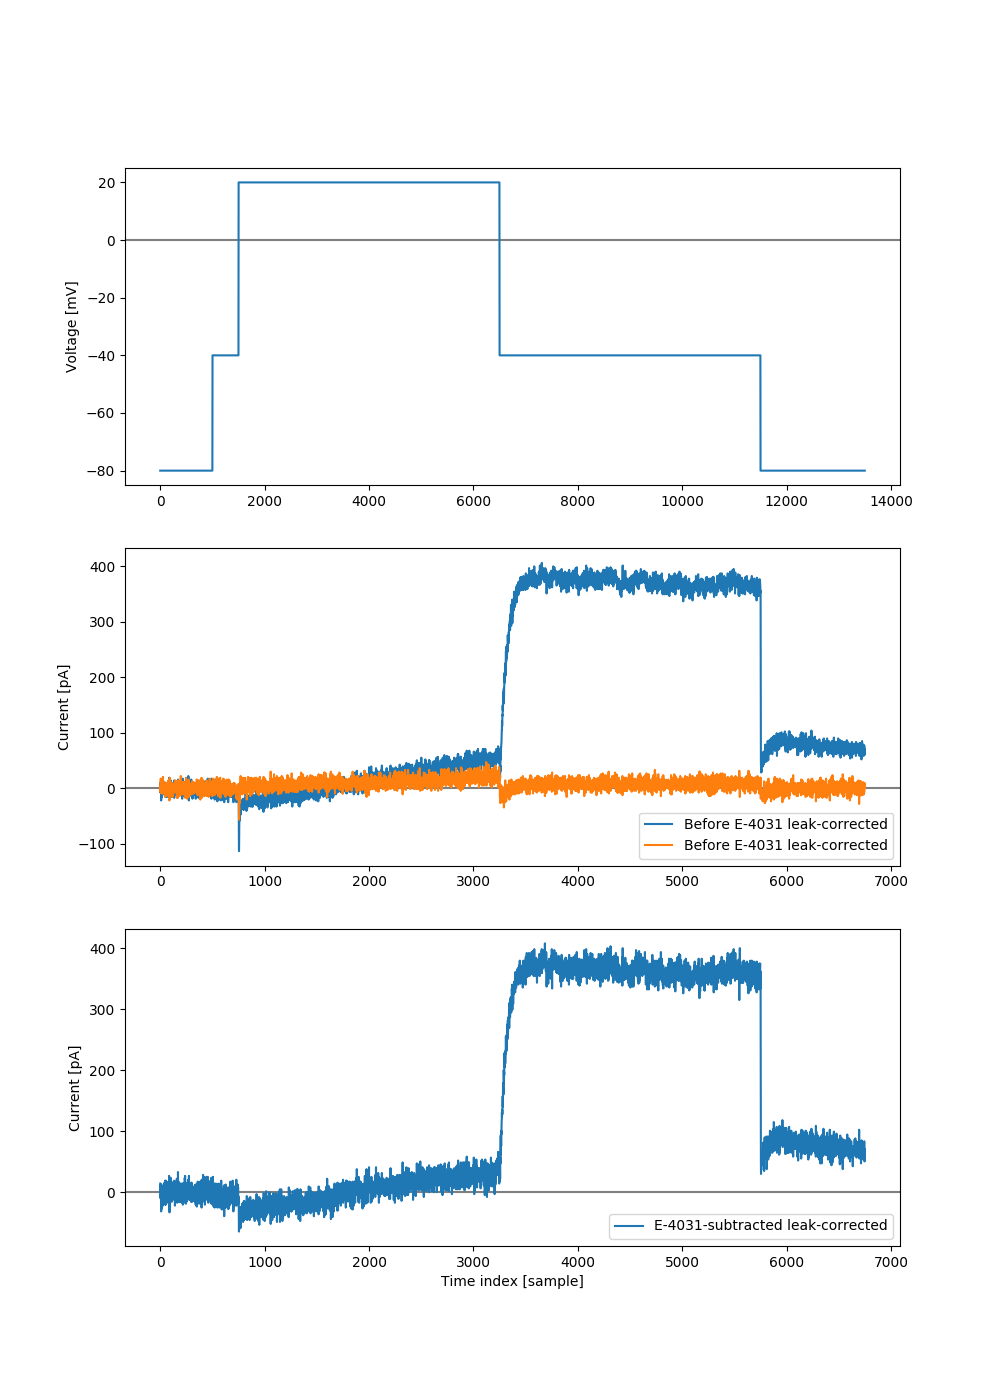 Voltage [mV]
20
0
−20
−40
−60
−80
0 2000 4000 6000 8000 10000 12000 14000
Current [pA]
400
300
200
100
0
−100
Before E-4031 leak-corrected
Before E-4031 leak-corrected
0 1000 2000 3000 4000 5000 6000 7000
Current [pA]
400
300
200
100
0
E-4031-subtracted leak-corrected
0 1000 2000 3000 4000 5000 6000 7000
Time index [sample]